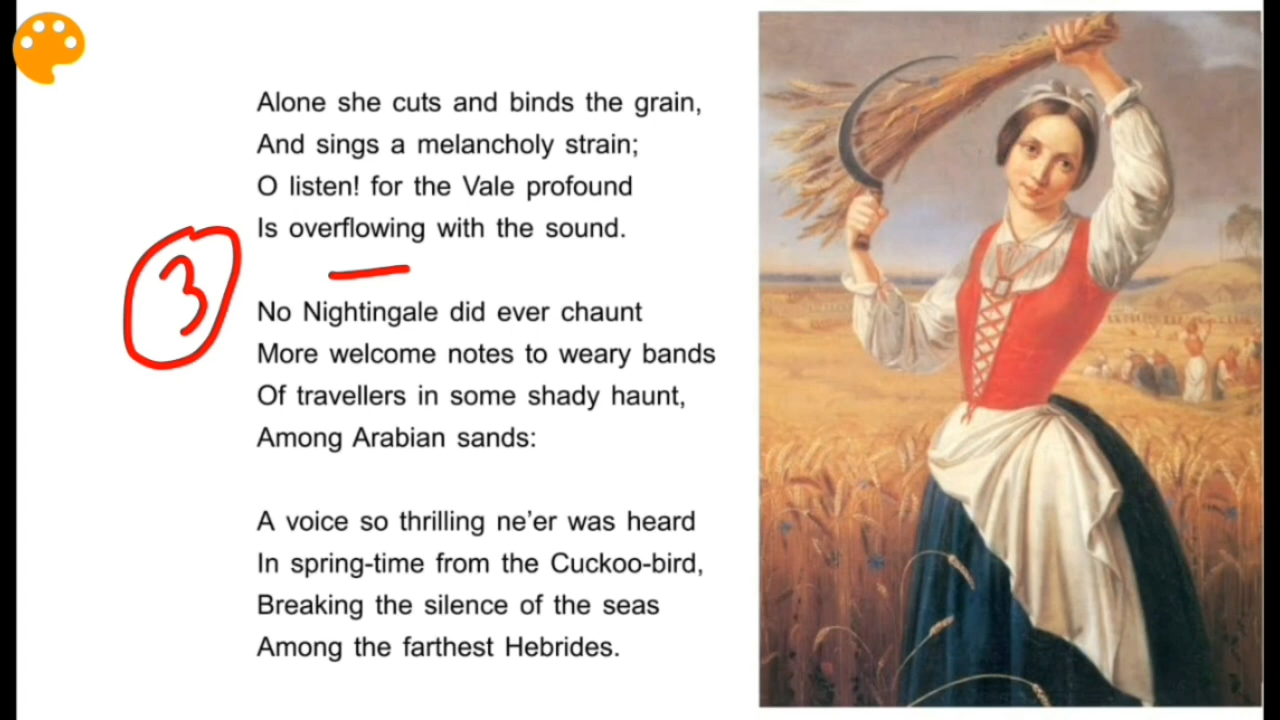 Alone she cuts and binds the grain,
And sings a melancholy strain;
O listen! for the Vale profound
Is overflowing with the sound.
3
No Nightingale did ever chaunt
More welcome notes to weary bands
Of travellers in some shady haunt,
Among Arabian sands:
A voice so thrilling ne’er was heard
In spring-time from the Cuckoo-bird,
Breaking the silence of the seas
Among the farthest Hebrides.